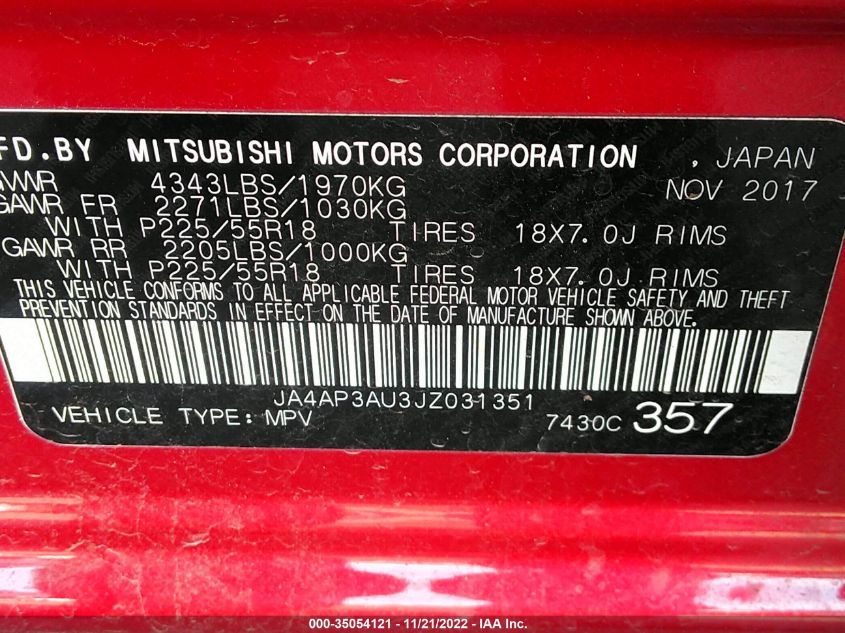 FD.BY MITSUBISHI MOTORS CORPORATION , JAPAN
GVWR 4343LBS/1970KG NOV 2017
GAWR FR 2271LBS/1030KG
WITH P225/55R18 TIRES 18X7.0J RIMS
GAWR RR 2205LBS/1000KG
WITH P225/55R18 TIRES 18X7.0J RIMS
THIS VEHICLE CONFORMS TO ALL APPLICABLE FEDERAL MOTOR VEHICLE SAFETY AND THEFT
PREVENTION STANDARDS IN EFFECT ON THE DATE OF MANUFACTURE SHOWN ABOVE.
JA4AP3AU3JZ031351
VEHICLE TYPE: MPV 7430C 357
000-35054121 - 11/21/2022 - IAA Inc.